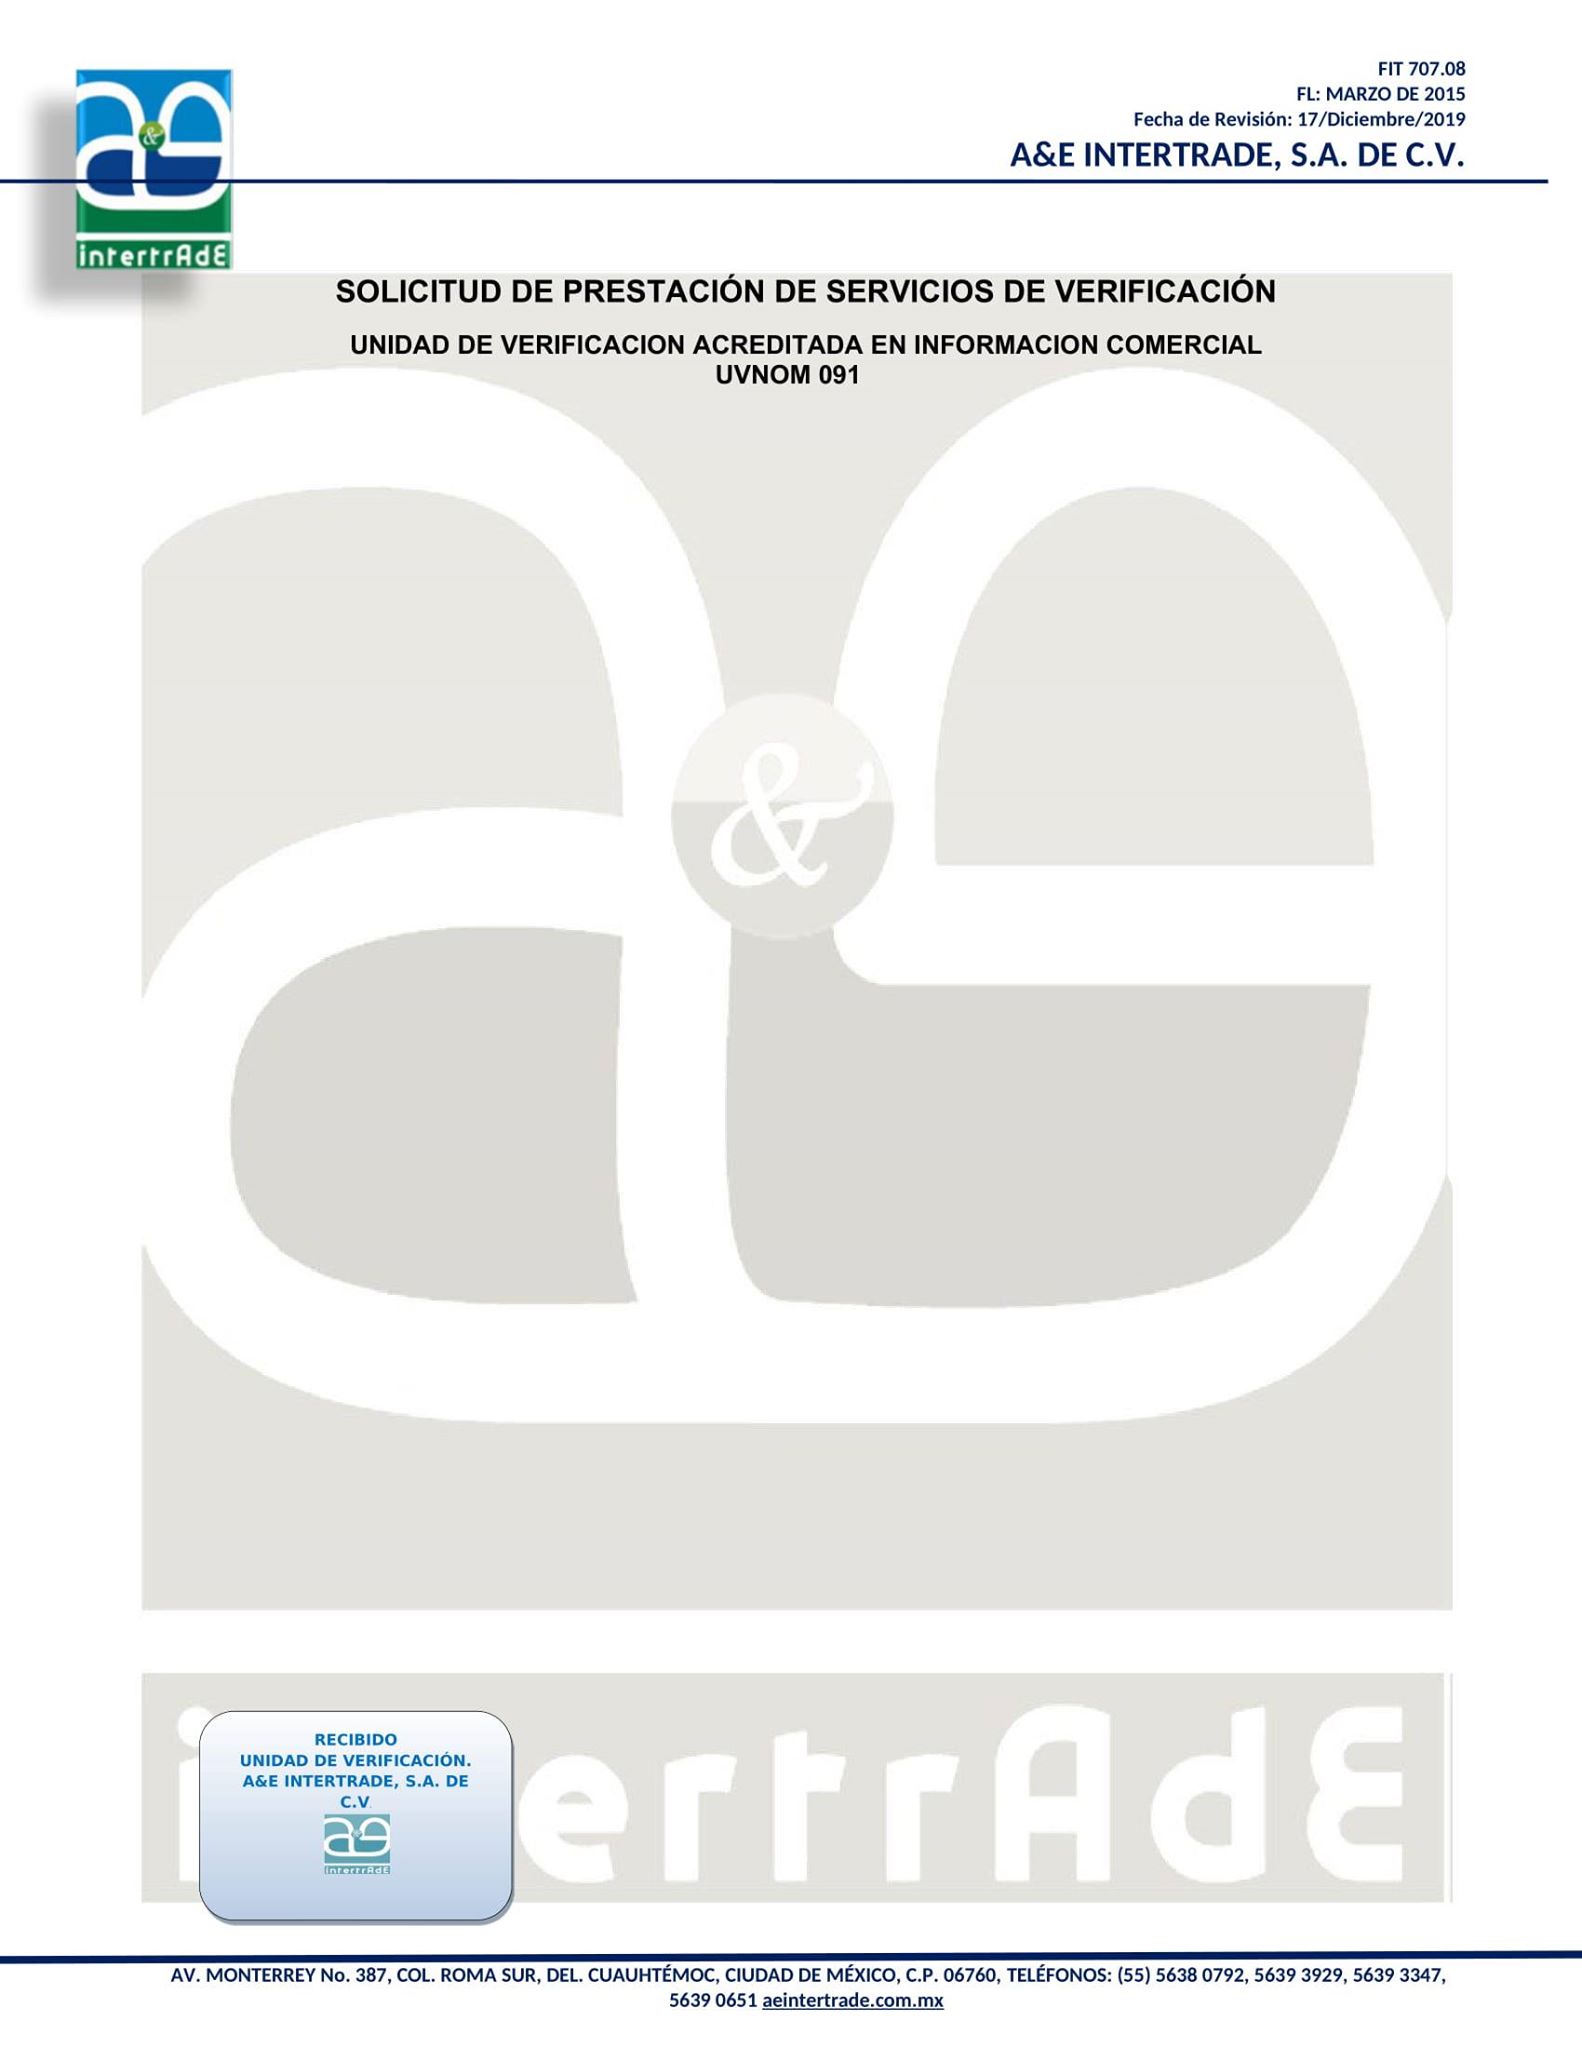 FIT 707.08
FL: MARZO DE 2015
Fecha de Revisión: 17/Diciembre/2019
A&E INTERTRADE, S.A. DE C.V.
a&e
intertrAdE
SOLICITUD DE PRESTACIÓN DE SERVICIOS DE VERIFICACIÓN
UNIDAD DE VERIFICACION ACREDITADA EN INFORMACION COMERCIAL
UVNOM 091
a&e
intertrAdE
RECIBIDO
UNIDAD DE VERIFICACIÓN.
A&E INTERTRADE, S.A. DE
C.V.
a&e
intertrAdE
AV. MONTERREY No. 387, COL. ROMA SUR, DEL. CUAUHTÉMOC, CIUDAD DE MÉXICO, C.P. 06760, TELÉFONOS: (55) 5638 0792, 5639 3929, 5639 3347,
5639 0651 aeintertrade.com.mx